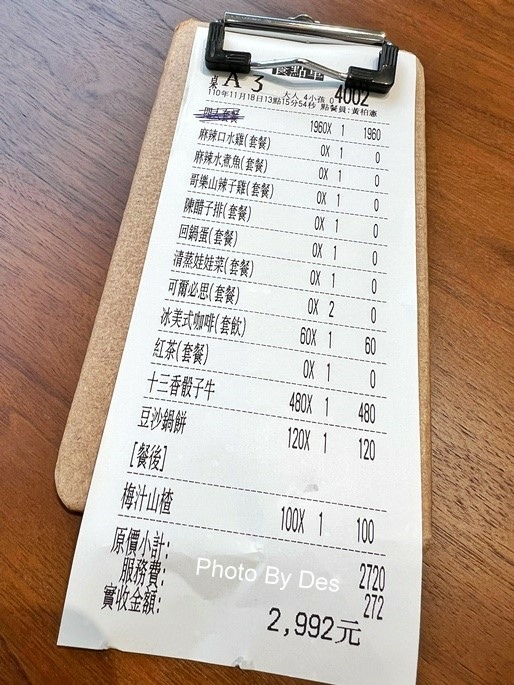 桌 A 3 餐點單 4002
大人 4小孩 0
110年11月18日13點15分54秒 點餐員:黃柏憲
四人套餐 1960X 1 1960
麻辣口水雞(套餐) 0X 1 0
麻辣水煮魚(套餐) 0X 1 0
哥樂山辣子雞(套餐) 0X 1 0
陳醋子排(套餐) 0X 1 0
回鍋蛋(套餐) 0X 1 0
清蒸娃娃菜(套餐) 0X 1 0
可爾必思(套餐) 0X 2 0
冰美式咖啡(套飲) 60X 1 60
紅茶(套餐) 0X 1 0
十三香骰子牛 480X 1 480
豆沙鍋餅 120X 1 120
[餐後]
梅汁山楂 100X 1 100
原價小計: 2720
服務費: 272
實收金額: 2,992元
Photo By Des